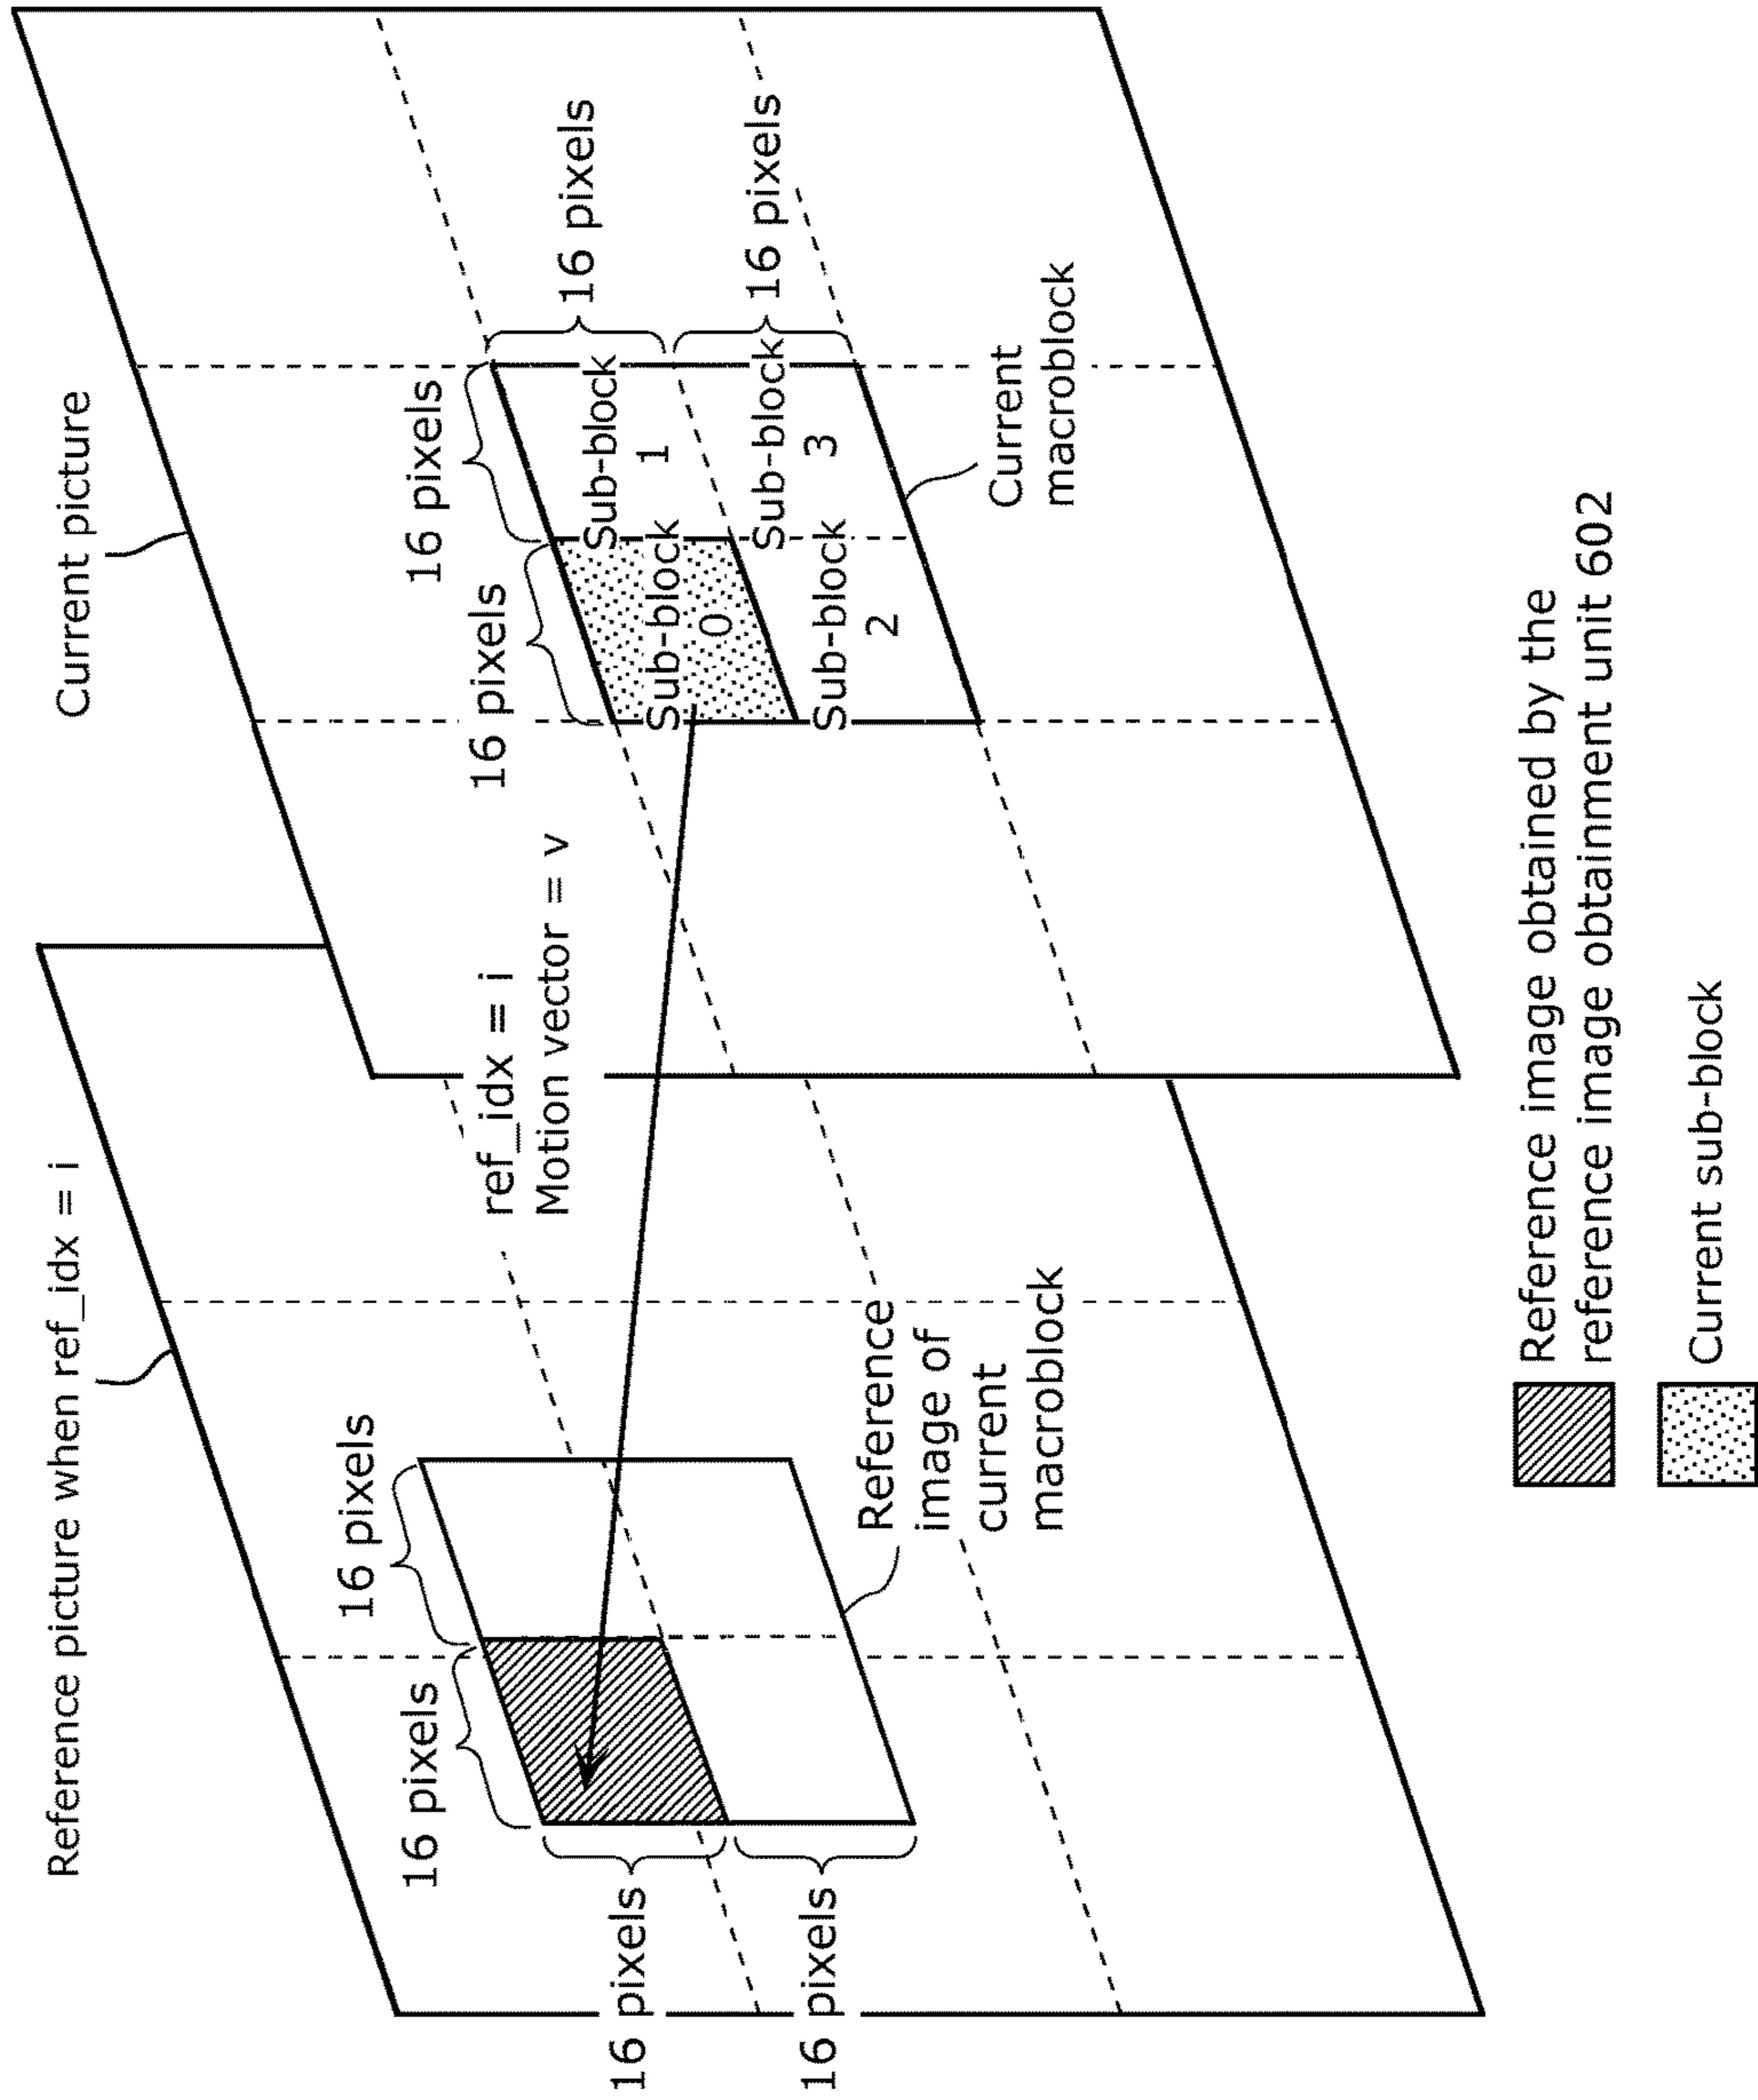 Reference picture when ref_idx = i
Current picture
16 pixels
16 pixels
16 pixels
16 pixels
ref_idx = i
Motion vector = v
16 pixels
16 pixels
16 pixels
16 pixels
Sub-block
0
Sub-block
1
Sub-block
2
Sub-block
3
Reference
image of
current
macroblock
Current
macroblock
Reference image obtained by the
reference image obtainment unit 602
Current sub-block